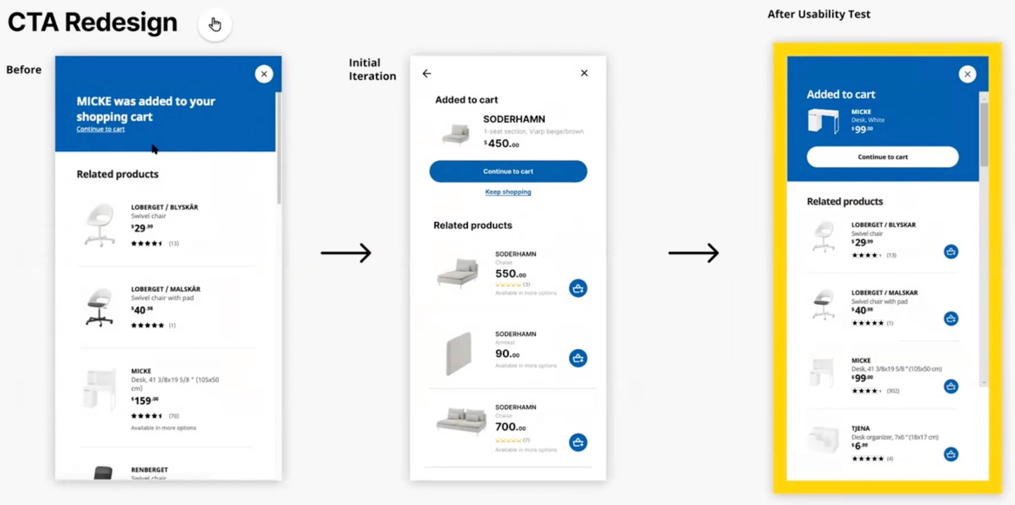 CTA Redesign
Before
MICKE was added to your
shopping cart
Continue to cart
Related products
LOBERGET / BLYSKÄR
Swivel chair
$29.99
(13)
LOBERGET / MALSKÄR
Swivel chair with pad
$40.98
(1)
MICKE
Desk, 41 3/8x19 5/8 " (105x50
cm)
$159.00
(70)
Available in more options
RENBERGET
Swivel chair
Initial
Iteration
Added to cart
SODERHAMN
1-seat section, Viarp beige/brown
$450.00
Continue to cart
Keep shopping
Related products
SODERHAMN
Chaise
550.00
(3)
Available in more options
SODERHAMN
Armrest
90.00
Available in more options
SODERHAMN
Chaise
700.00
(7)
Available in more options
After Usability Test
Added to cart
MICKE
Desk, White
$99.00
Continue to cart
Related products
LOBERGET / BLYSKAR
Swivel chair
$29.99
(13)
LOBERGET / MALSKAR
Swivel chair with pad
$40.98
(1)
MICKE
Desk, 41 3/8x19 5/8 " (105x50 cm)
$99.00
(302)
TJENA
Desk organizer, 7x6 " (18x17 cm)
$6.99
(4)